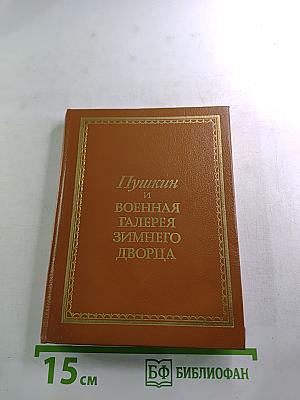 Пушкин
и
ВОЕННАЯ
ГАЛЕРЕЯ
ЗИМНЕГО
ДВОРЦА
15 см
БФ БИБЛИОФАН